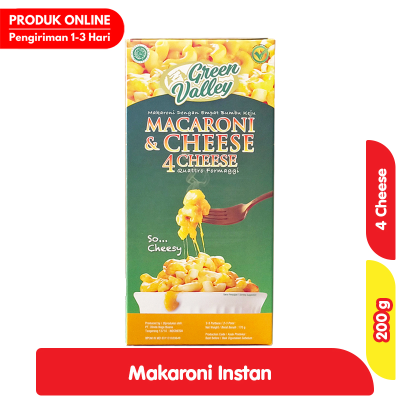 PRODUK ONLINE
Pengiriman 1-3 Hari
Green
Valley
Makaroni Dengan Empat Bumbu Keju
MACARONI
& CHEESE
4 CHEESE
Quattro Formaggi
So...
Cheesy
4 Cheese
200 g
Makaroni Instan